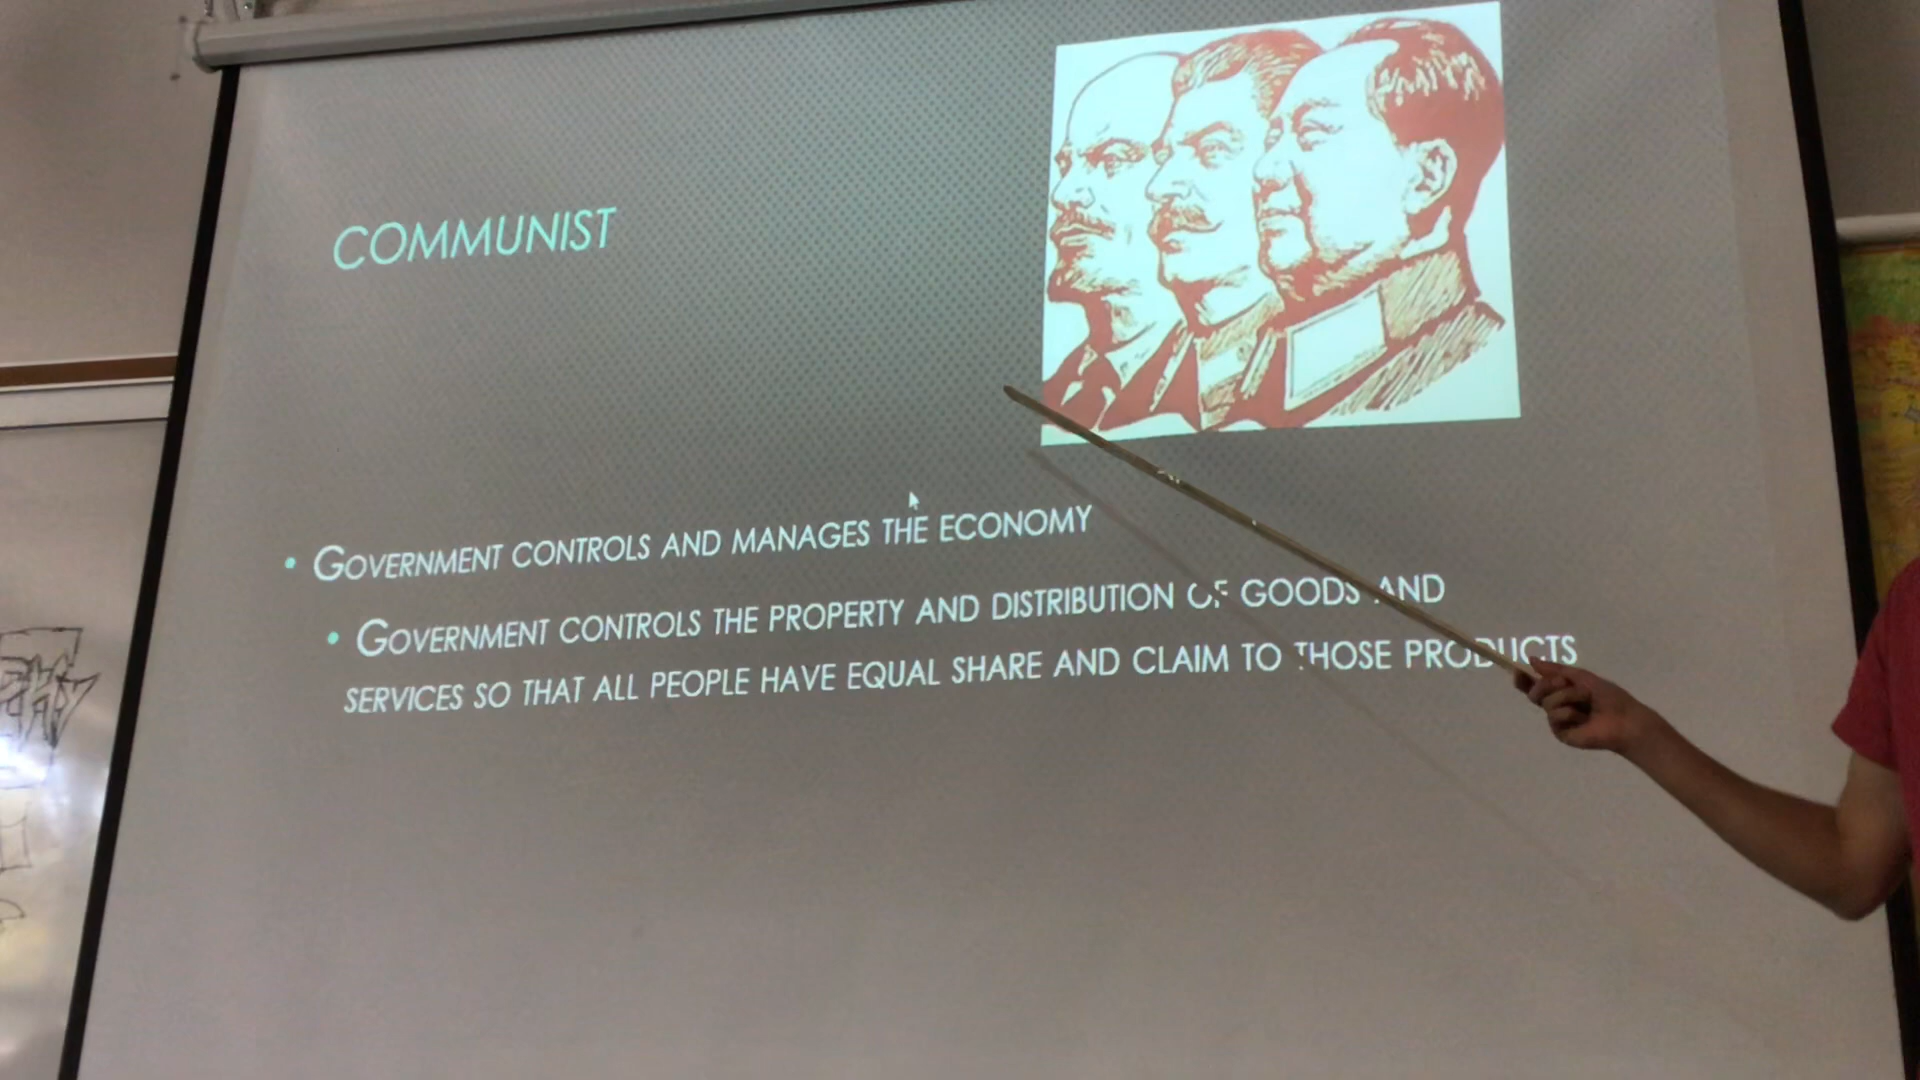 COMMUNIST
• GOVERNMENT CONTROLS AND MANAGES THE ECONOMY
• GOVERNMENT CONTROLS THE PROPERTY AND DISTRIBUTION OF GOODS AND
SERVICES SO THAT ALL PEOPLE HAVE EQUAL SHARE AND CLAIM TO THOSE PRODUCTS